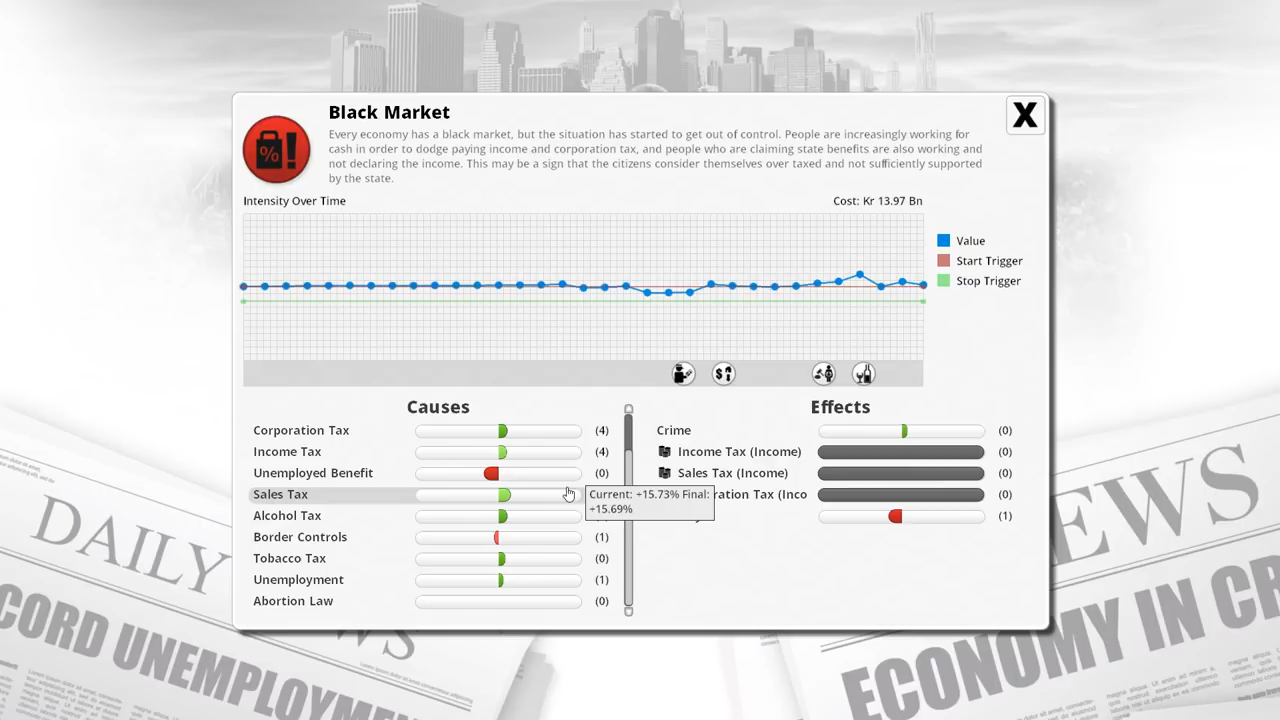 Black Market
Every economy has a black market, but the situation has started to get out of control. People are increasingly working for
cash in order to dodge paying income and corporation tax, and people who are claiming state benefits are also working and
not declaring the income. This may be a sign that the citizens consider themselves over taxed and not sufficiently supported
by the state.
X
Intensity Over Time
Cost: Kr 13.97 Bn
Value
Start Trigger
Stop Trigger
Causes
Corporation Tax (4)
Income Tax (4)
Unemployed Benefit (0)
Sales Tax
Alcohol Tax
Border Controls (1)
Tobacco Tax (0)
Unemployment (1)
Abortion Law (0)
Current: +15.73% Final:
+15.69%
Effects
Crime (0)
Income Tax (Income) (0)
Sales Tax (Income) (0)
ration Tax (Inco (0)
(1)
DAILY
NEWS
CORD UNEMPLOYM
ECONOMY IN CR